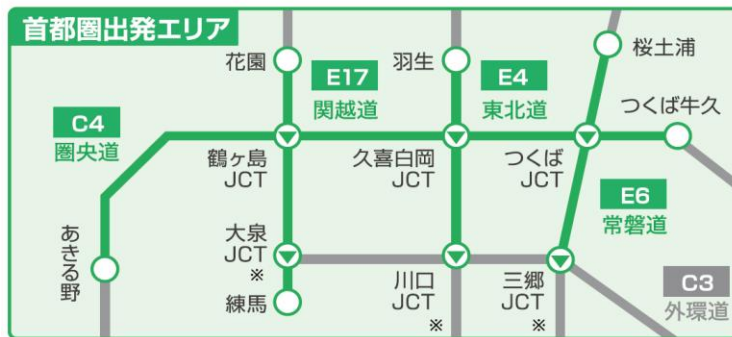 首都圏出発エリア
花園
E17
関越道
羽生
E4
東北道
桜土浦
つくば牛久
C4
圏央道
鶴ヶ島
JCT
久喜白岡
JCT
つくば
JCT
E6
常磐道
あきる野
大泉
JCT
※
練馬
川口
JCT
※
三郷
JCT
※
C3
外環道